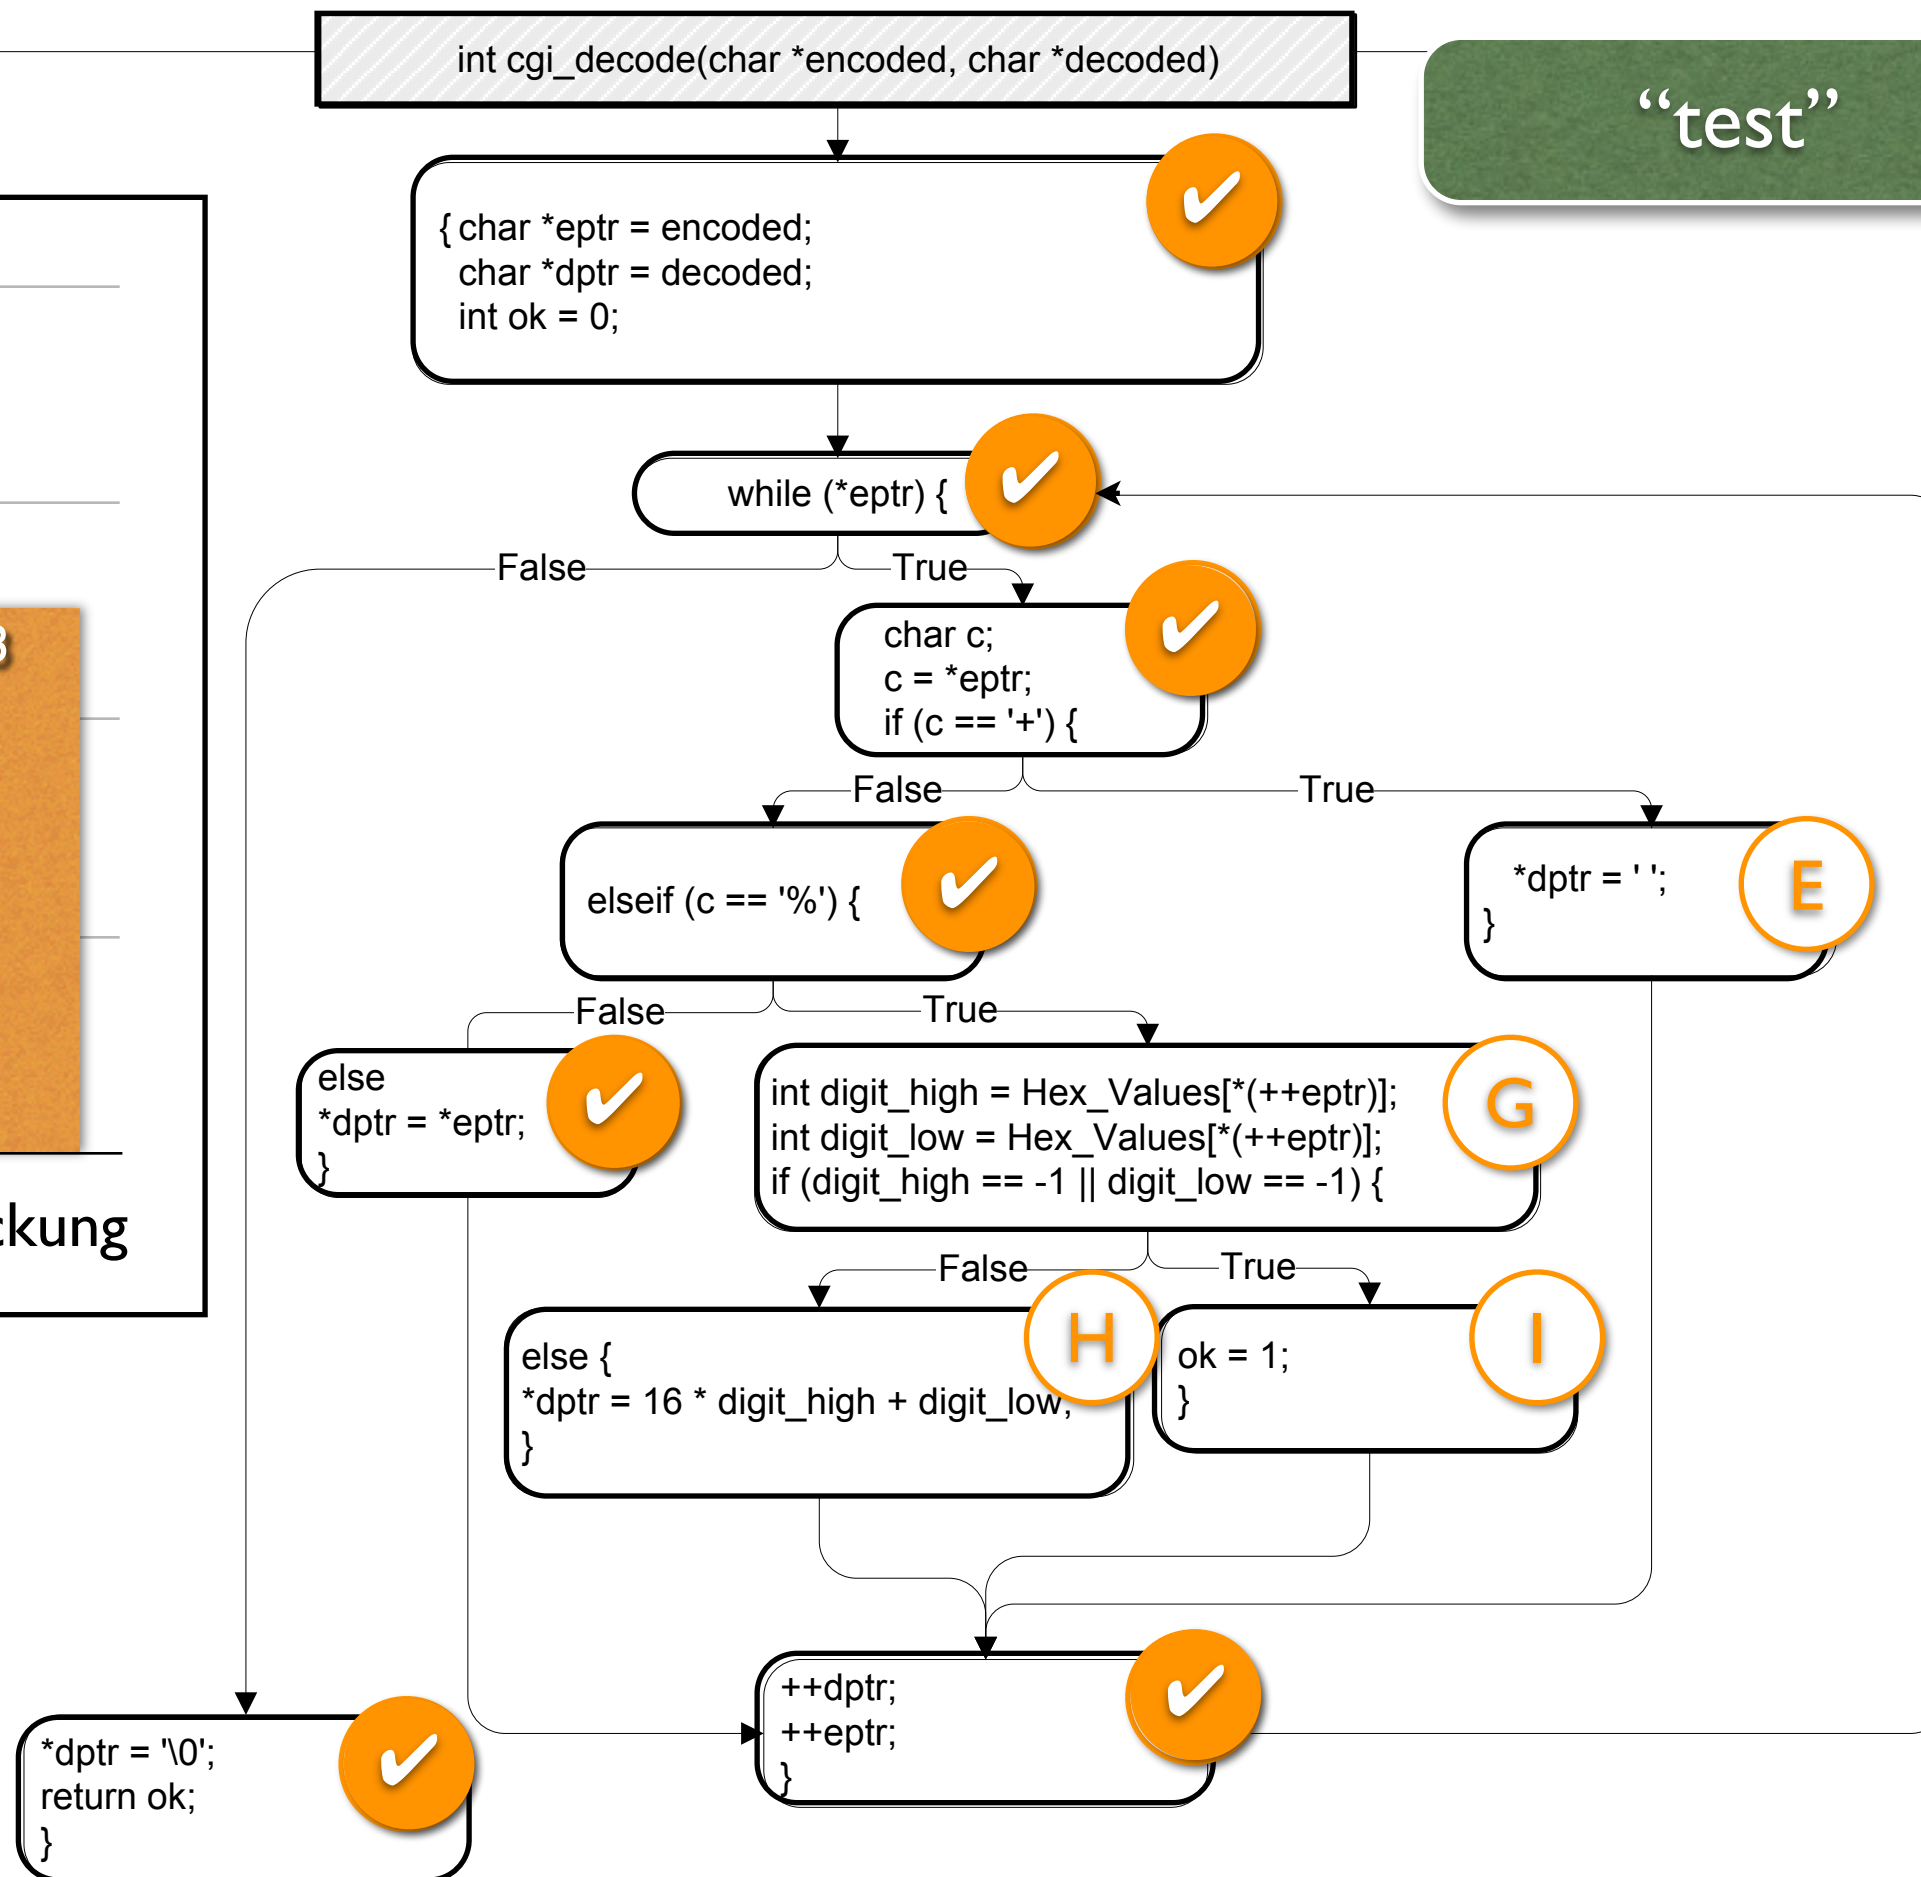 int cgi_decode(char *encoded, char *decoded)
“test”
{ char *eptr = encoded;
char *dptr = decoded;
int ok = 0;
while (*eptr) {
False
True
char c;
c = *eptr;
if (c == '+') {
False
True
elseif (c == '%') {
*dptr = ' ';
}
E
False
True
else
*dptr = *eptr;
}
int digit_high = Hex_Values[*(++eptr)];
int digit_low = Hex_Values[*(++eptr)];
if (digit_high == -1 || digit_low == -1) {
G
False
True
else {
*dptr = 16 * digit_high + digit_low;
}
H
ok = 1;
}
I
++dptr;
++eptr;
}
*dptr = '\0';
return ok;
}